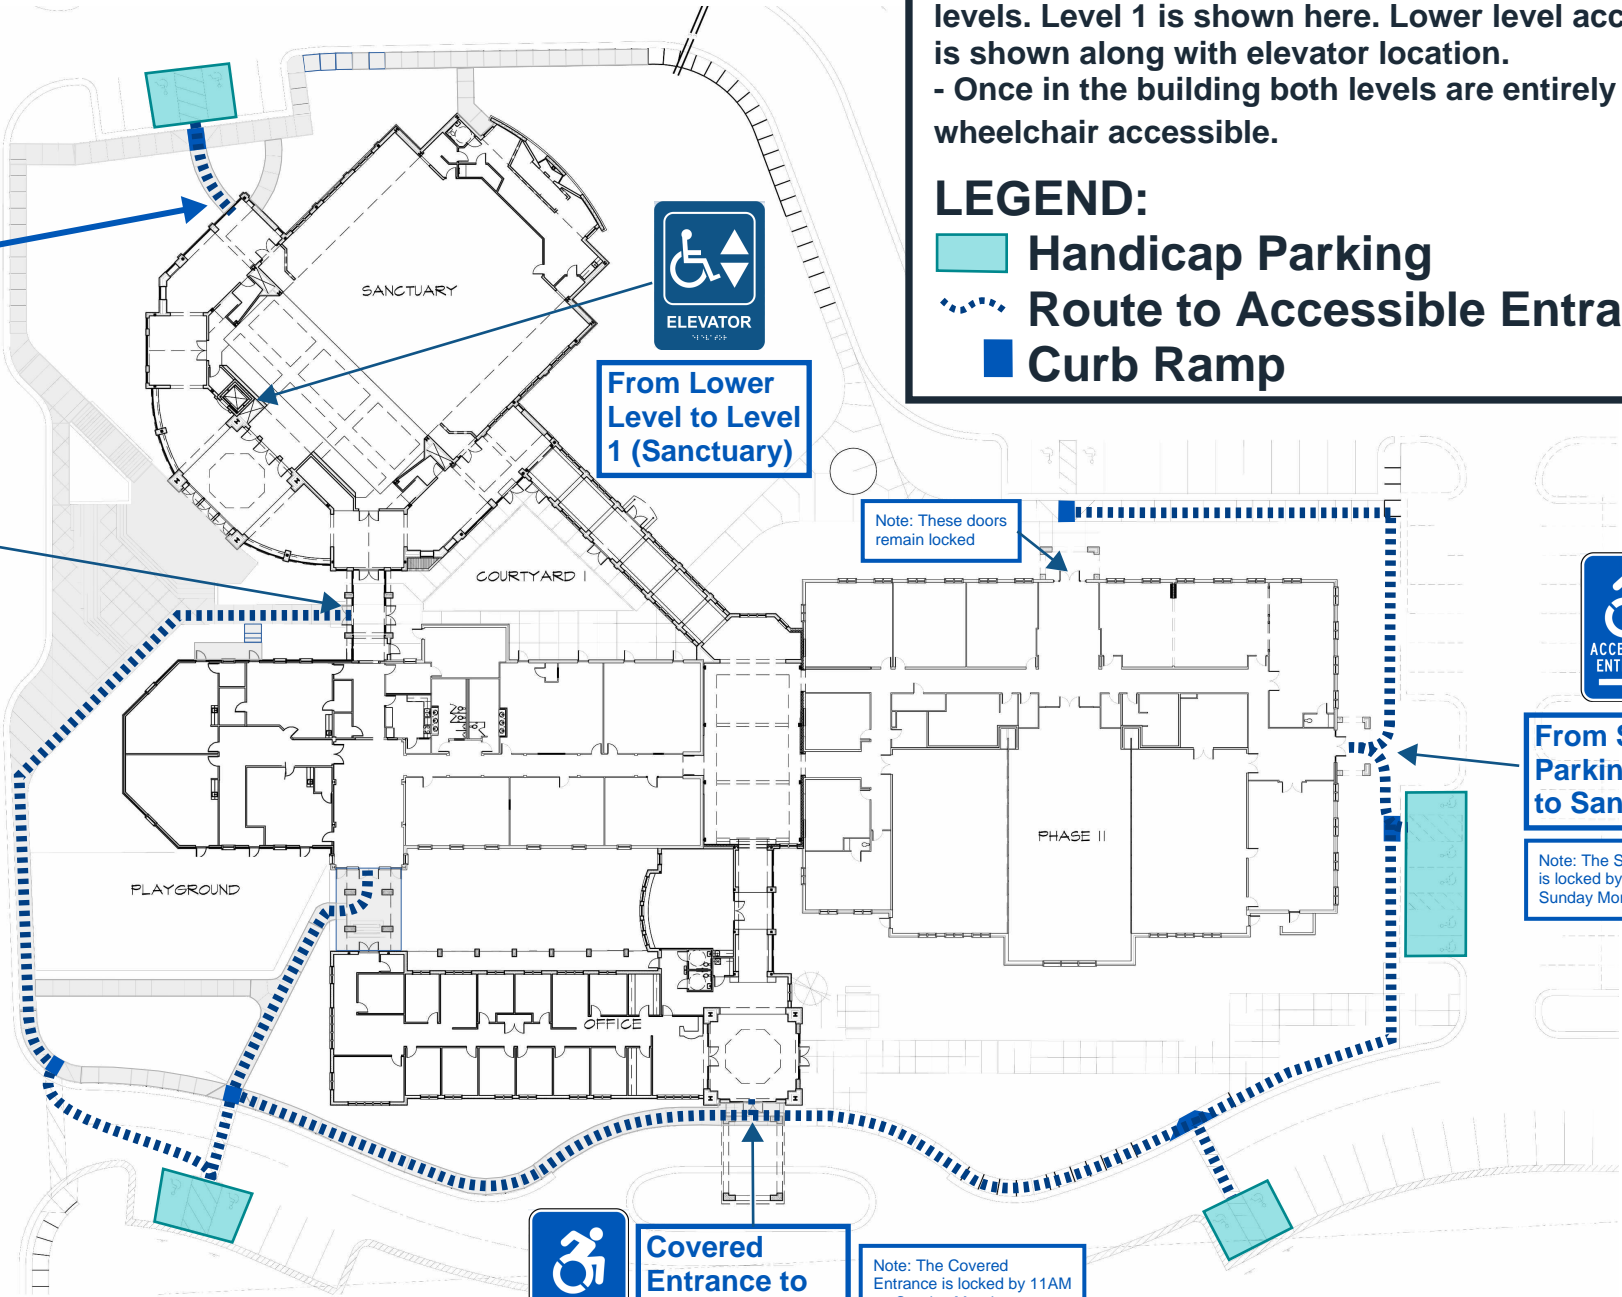 levels. Level 1 is shown here. Lower level acc
is shown along with elevator location.
- Once in the building both levels are entirely
wheelchair accessible.
LEGEND:
Handicap Parking
Route to Accessible Entra
Curb Ramp
SANCTUARY
ELEVATOR
From Lower
Level to Level
1 (Sanctuary)
Note: These doors
remain locked
COURTYARD 1
ACCE
ENT
From S
Parkin
to San
Note: The S
is locked by
Sunday Mor
PHASE II
PLAYGROUND
OFFICE
Covered
Entrance to
Note: The Covered
Entrance is locked by 11AM